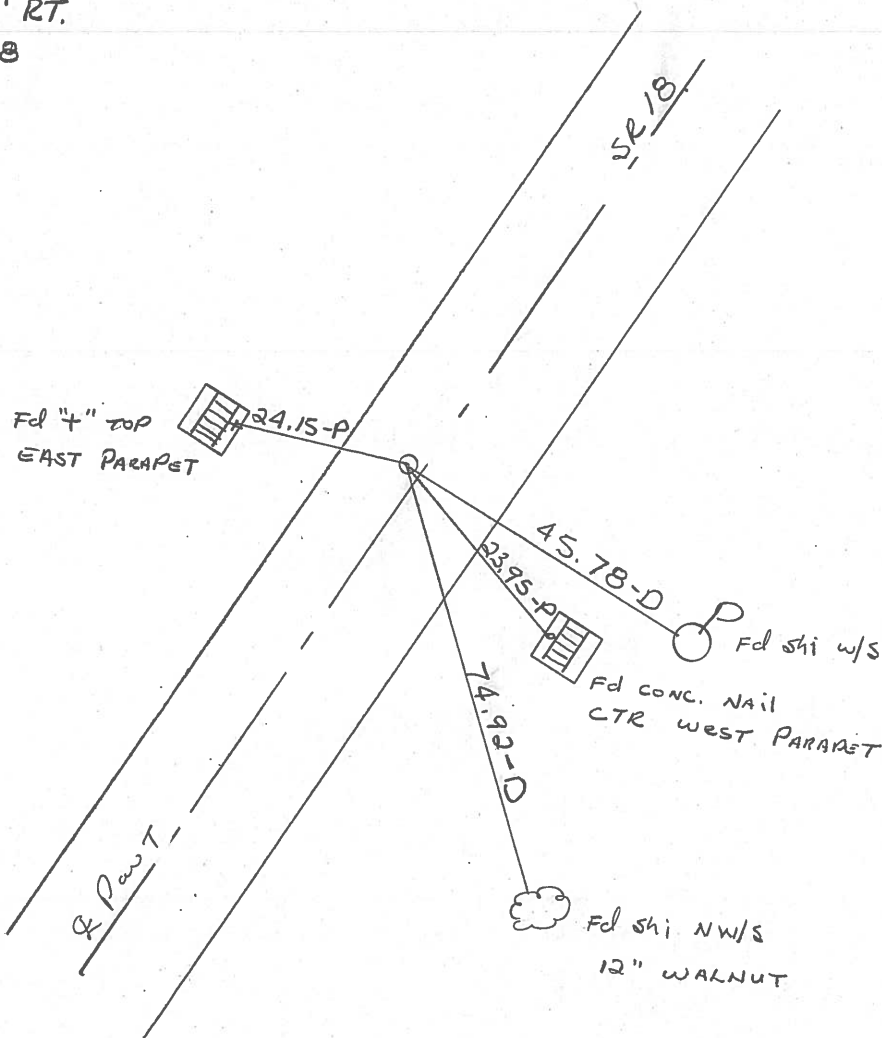 RT.
8
SR 18
Fd "+" TOP
EAST PARAPET
24.15-P
45.78-D
23.95-P
Fd shi w/s
Fd CONC. NAil
CTR WEST PARAPET
74.92-D
℄ PavT
Fd shi NW/S
12" WALNUT